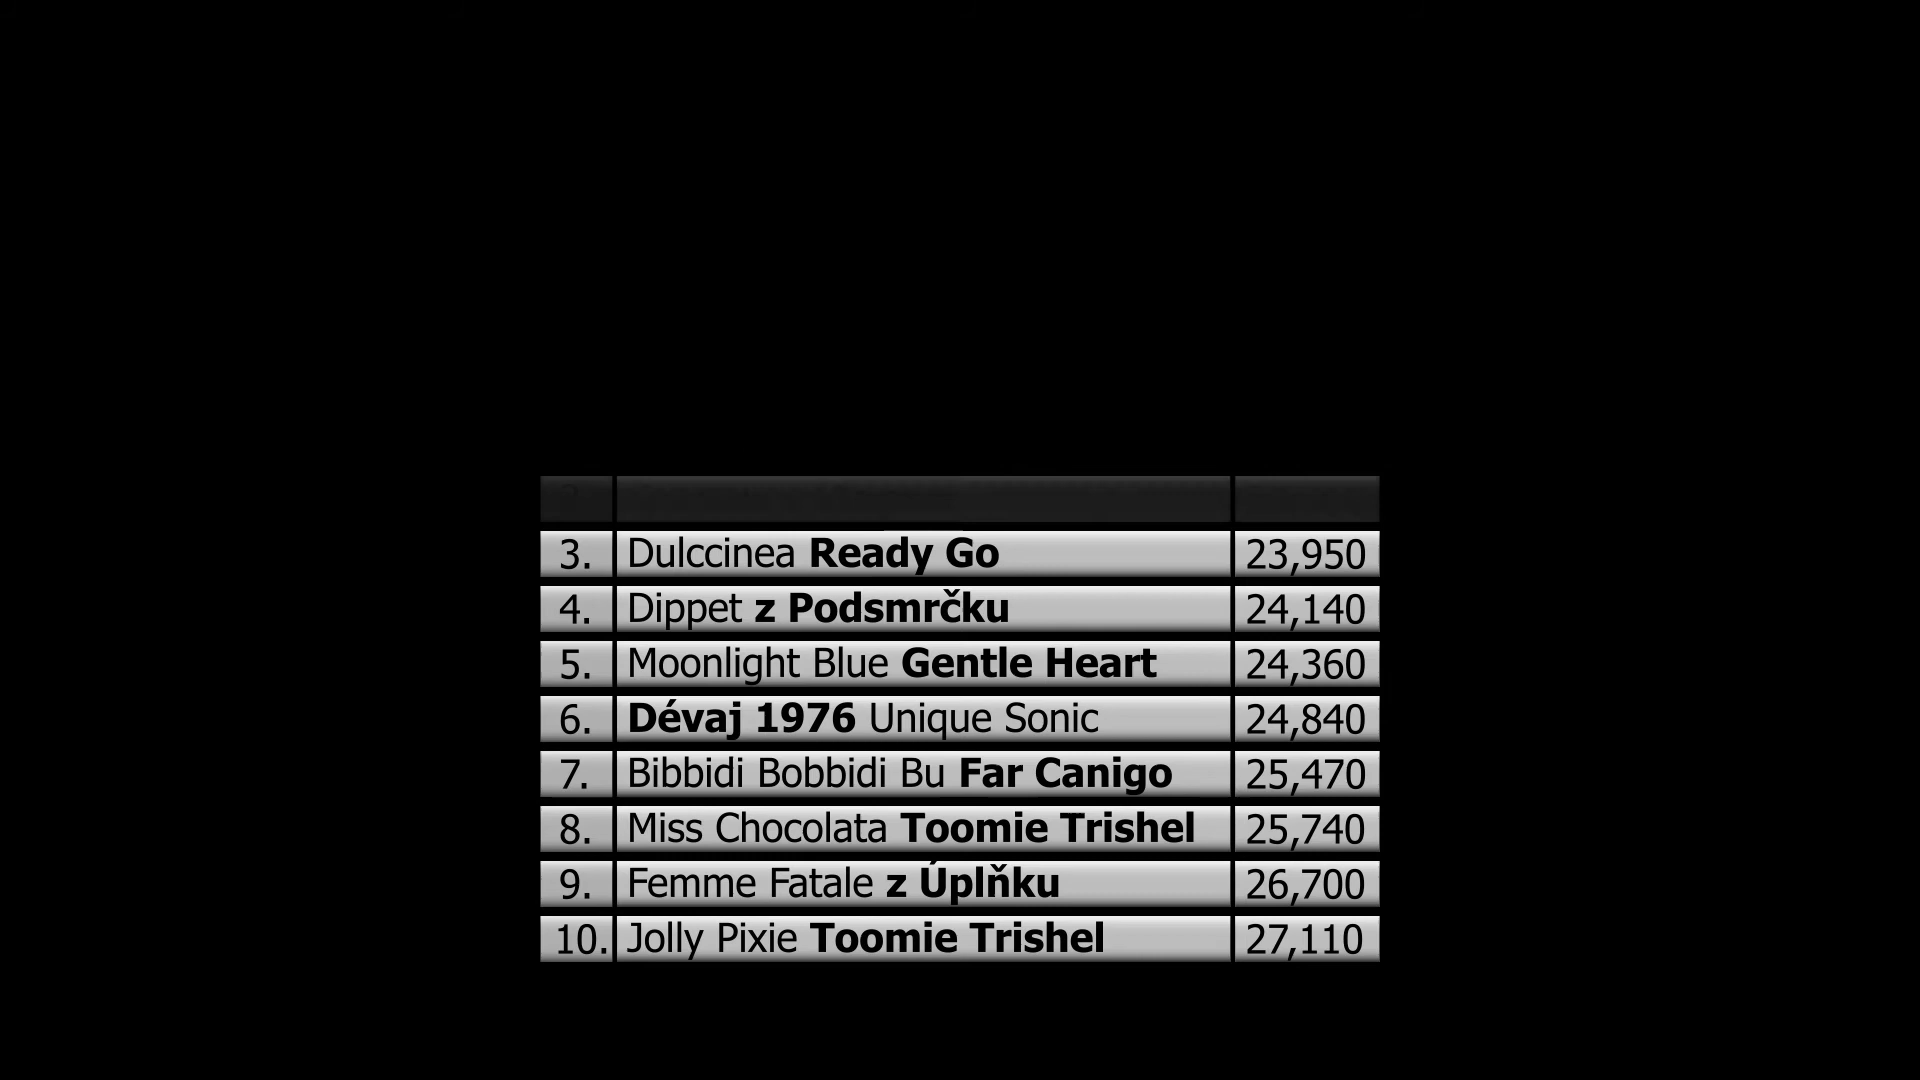 3. Dulccinea Ready Go 23,950
4. Dippet z Podsmrčku 24,140
5. Moonlight Blue Gentle Heart 24,360
6. Dévaj 1976 Unique Sonic 24,840
7. Bibbidi Bobbidi Bu Far Canigo 25,470
8. Miss Chocolata Toomie Trishel 25,740
9. Femme Fatale z Úplňku 26,700
10. Jolly Pixie Toomie Trishel 27,110